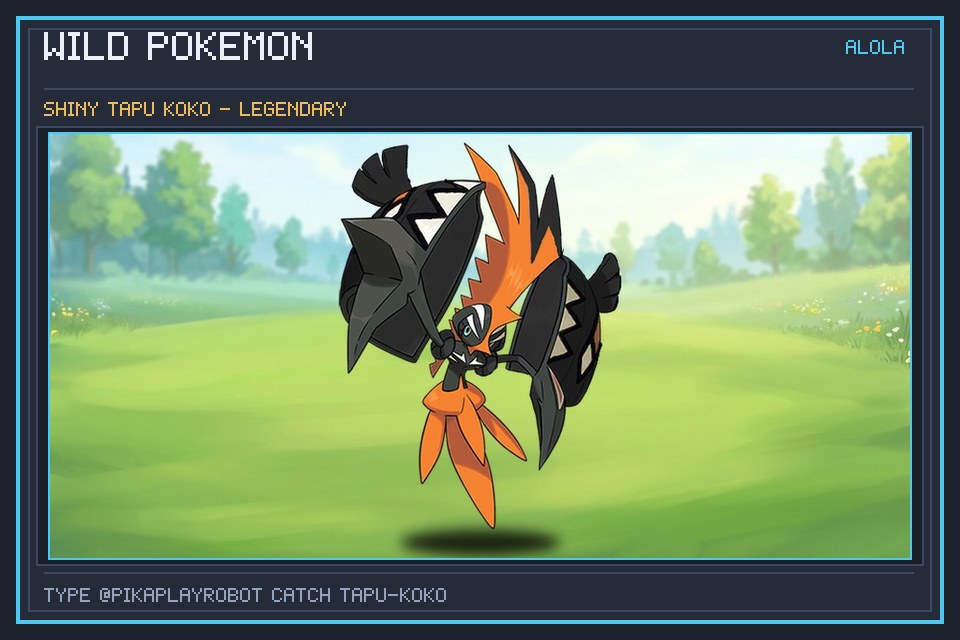 WILD POKEMON
ALOLA
SHINY TAPU KOKO - LEGENDARY
TYPE @PIKAPLAYROBOT CATCH TAPU-KOKO